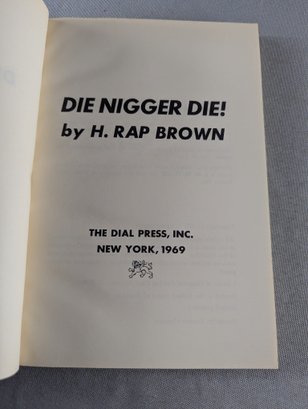 DIE NIGGER DIE!
by H. RAP BROWN
THE DIAL PRESS, INC.
NEW YORK, 1969